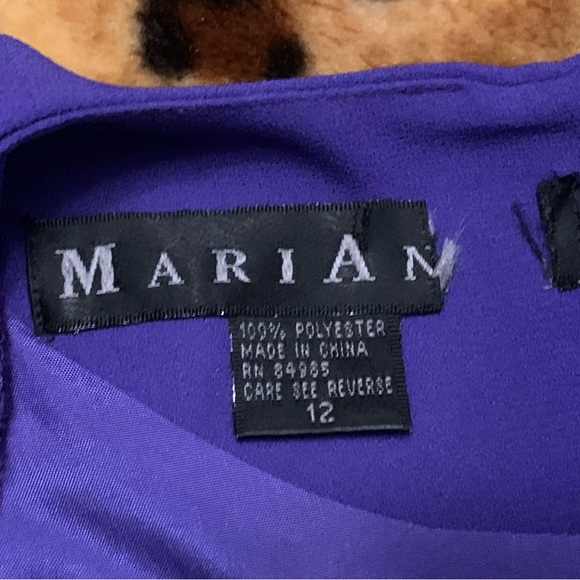 MARIAN
100% POLYESTER
MADE IN CHINA
RN 84985
CARE SEE REVERSE
12